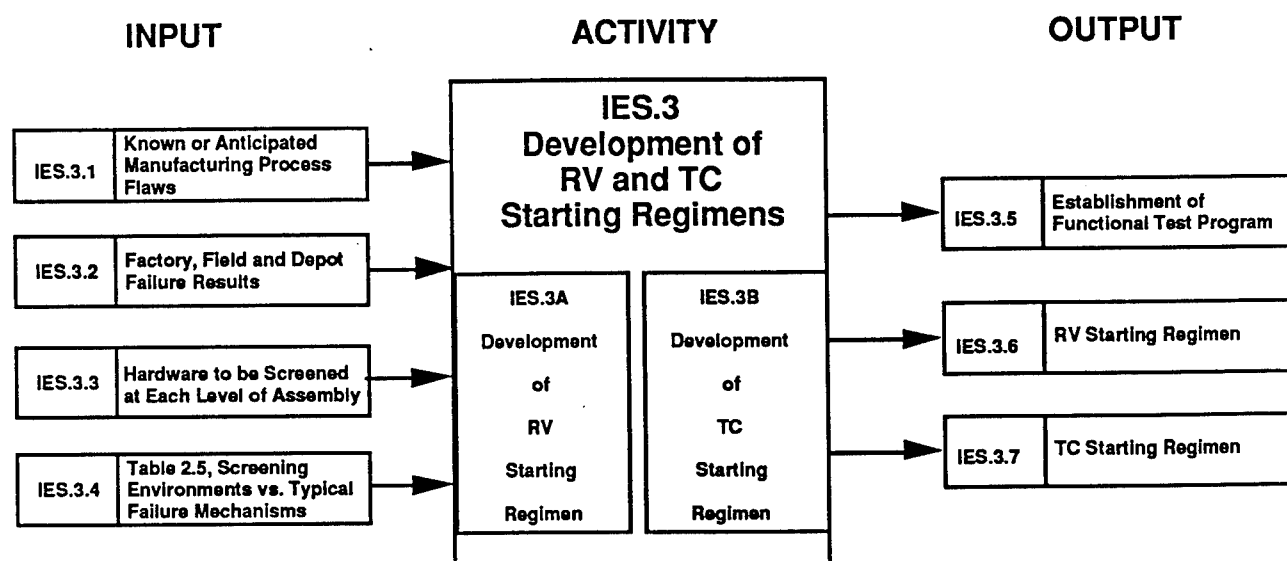 INPUT
ACTIVITY
OUTPUT
IES.3.1
Known or Anticipated
Manufacturing Process
Flaws
IES.3.2
Factory, Field and Depot
Failure Results
IES.3.3
Hardware to be Screened
at Each Level of Assembly
IES.3.4
Table 2.5, Screening
Environments vs. Typical
Failure Mechanisms
IES.3
Development of
RV and TC
Starting Regimens
IES.3A
Development
of
RV
Starting
Regimen
IES.3B
Development
of
TC
Starting
Regimen
IES.3.5
Establishment of
Functional Test Program
IES.3.6
RV Starting Regimen
IES.3.7
TC Starting Regimen